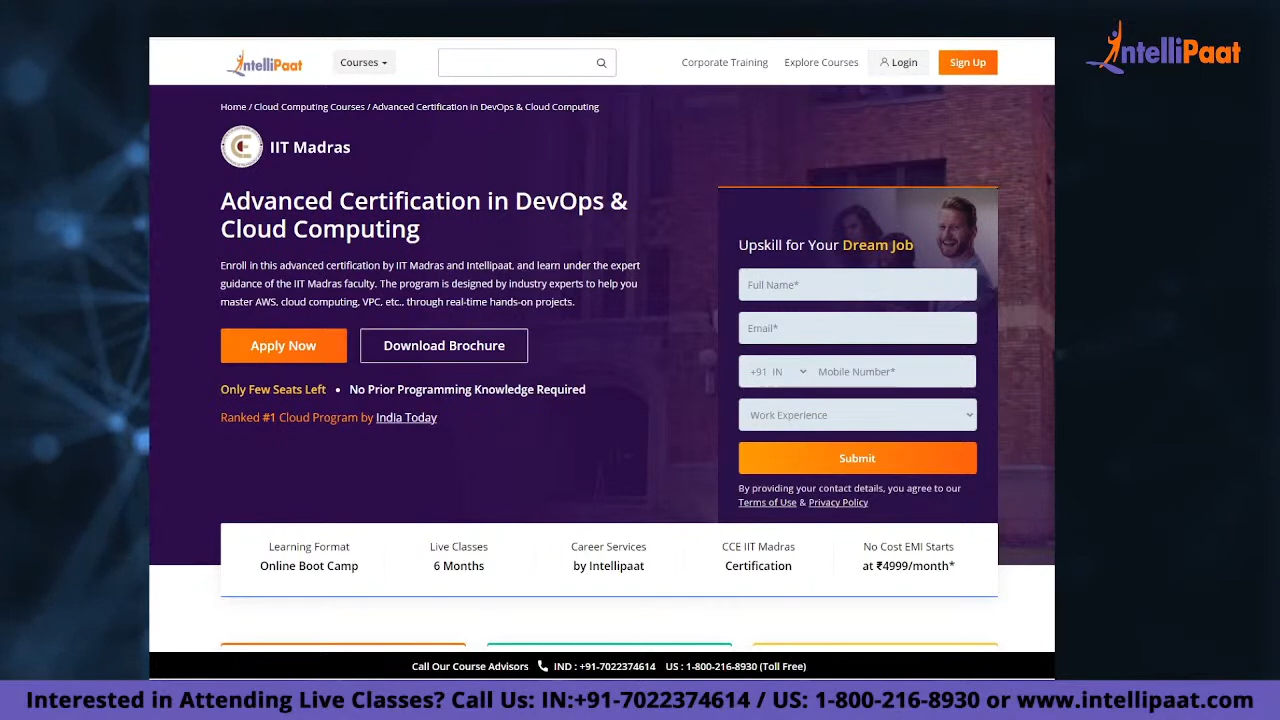 IntelliPaat
IntelliPaat
Courses
Corporate Training
Explore Courses
Login
Sign Up
Home / Cloud Computing Courses / Advanced Certification in DevOps & Cloud Computing
IIT Madras
Advanced Certification in DevOps &
Cloud Computing
Enroll in this advanced certification by IIT Madras and Intellipaat, and learn under the expert
guidance of the IIT Madras faculty. The program is designed by industry experts to help you
master AWS, cloud computing, VPC, etc., through real-time hands-on projects.
Apply Now
Download Brochure
Only Few Seats Left • No Prior Programming Knowledge Required
Ranked #1 Cloud Program by India Today
Upskill for Your Dream Job
Full Name*
Email*
+91 IN
Mobile Number*
Work Experience
Submit
By providing your contact details, you agree to our
Terms of Use & Privacy Policy
Learning Format
Online Boot Camp
Live Classes
6 Months
Career Services
by Intellipaat
CCE IIT Madras
Certification
No Cost EMI Starts
at ₹4999/month*
Call Our Course Advisors IND : +91-7022374614 US : 1-800-216-8930 (Toll Free)
Interested in Attending Live Classes? Call Us: IN:+91-7022374614 / US: 1-800-216-8930 or www.intellipaat.com